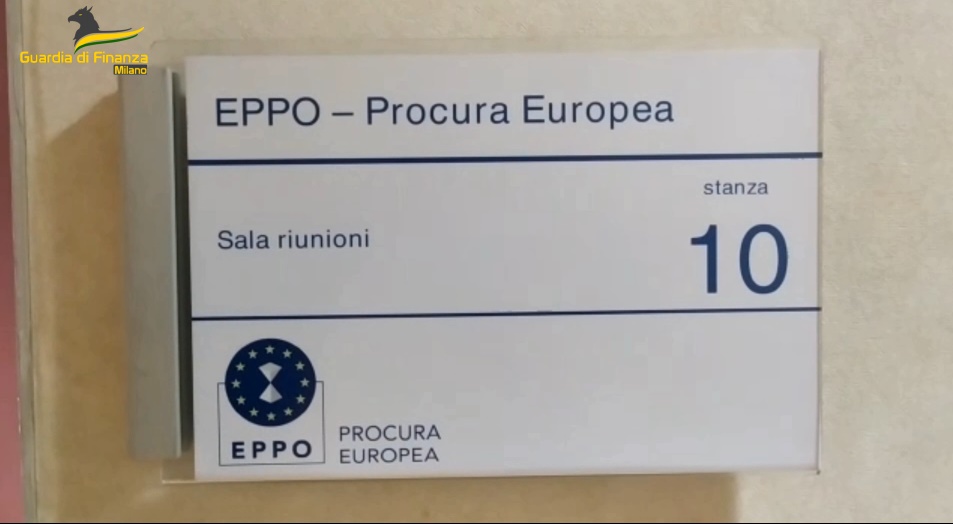 Guardia di Finanza
Milano
EPPO – Procura Europea
stanza
Sala riunioni
10
EPPO
PROCURA
EUROPEA